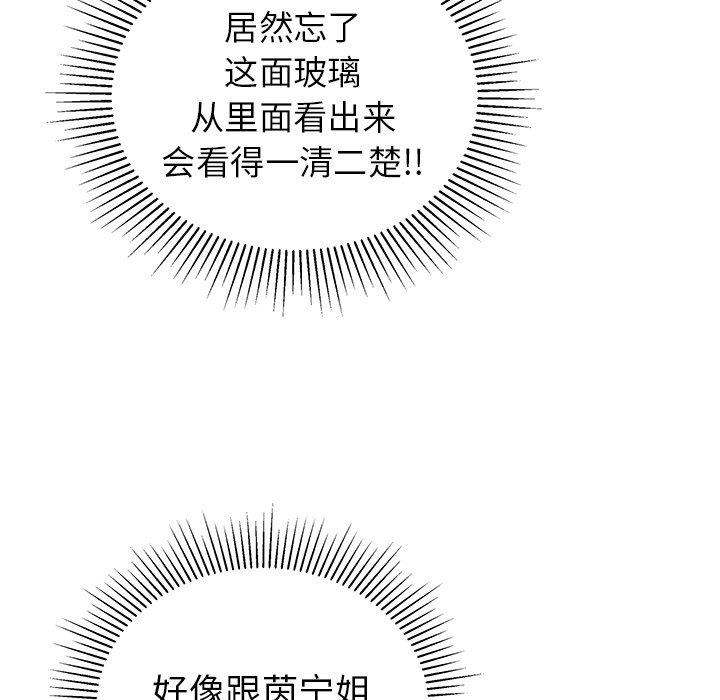 居然忘了
这面玻璃
从里面看出来
会看得一清二楚!!
好像跟茵宁姐